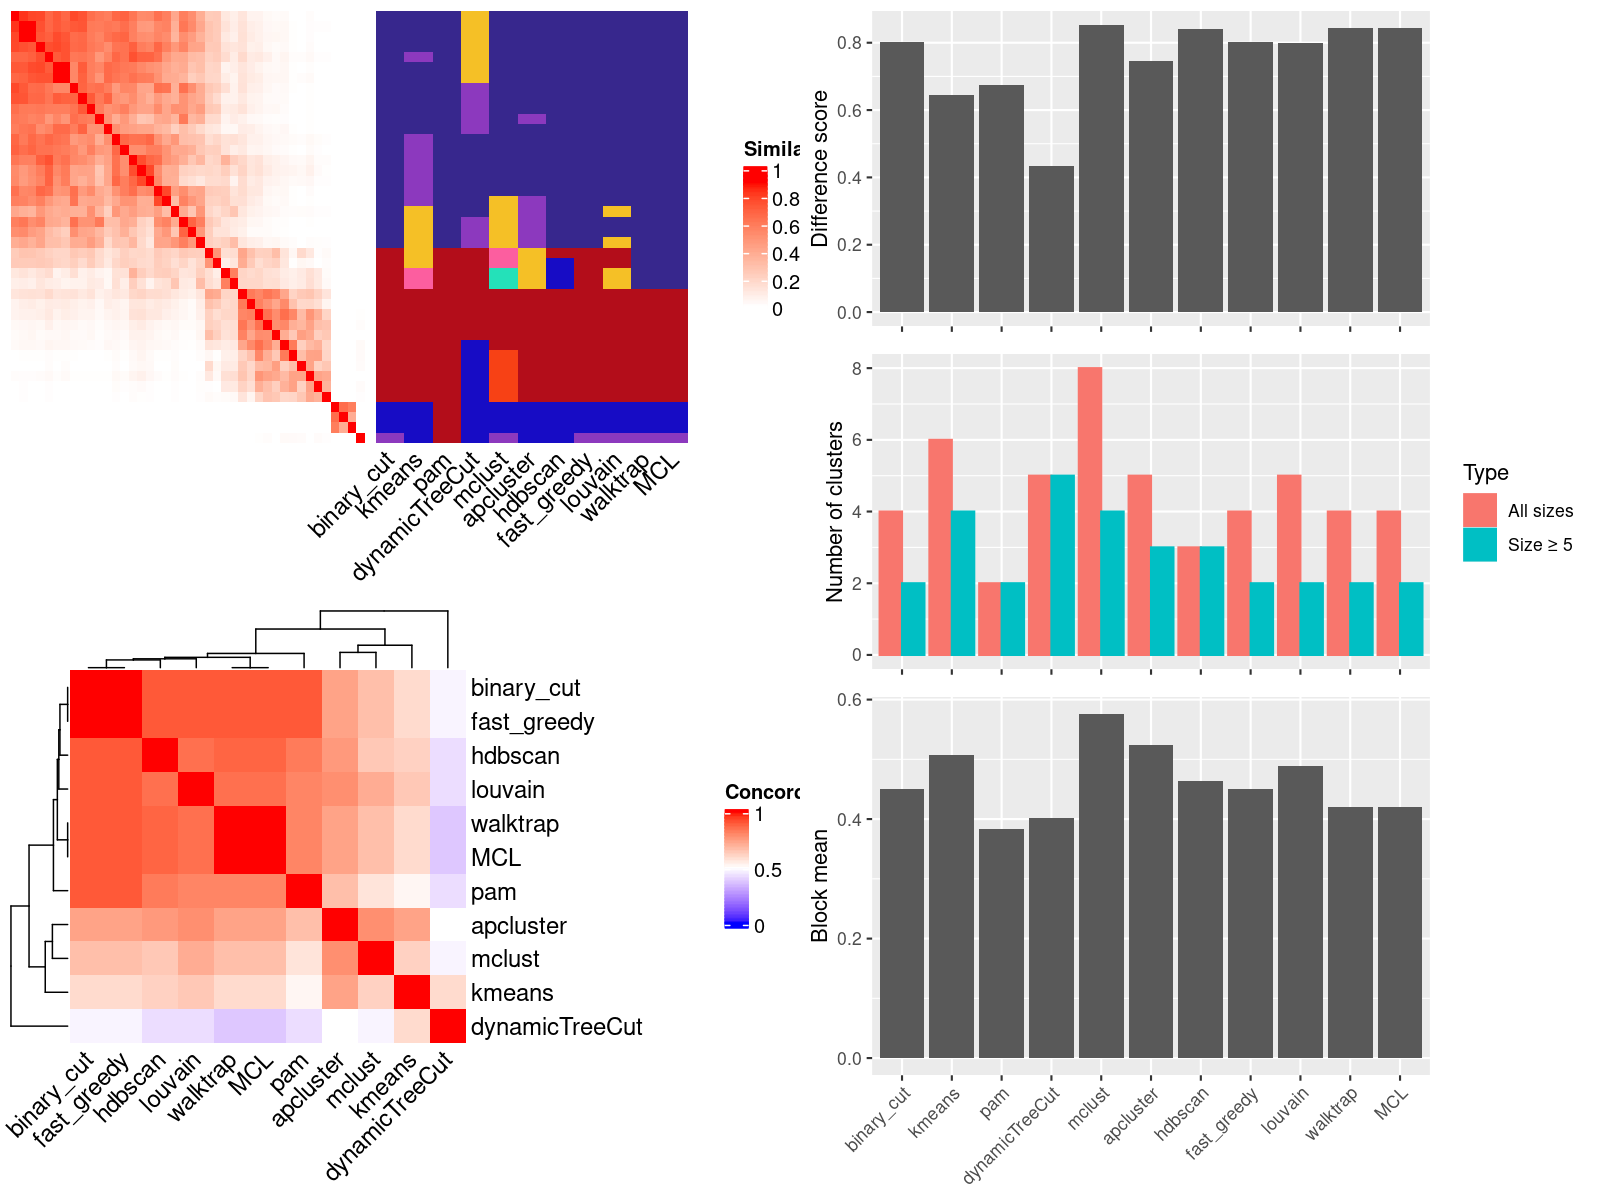 Simila
1
0.8
0.6
0.4
0.2
0
binary_cut
kmeans
pam
dynamicTreeCut
mclust
apcluster
hdbscan
fast_greedy
louvain
walktrap
MCL
binary_cut
fast_greedy
hdbscan
louvain
walktrap
MCL
pam
apcluster
mclust
kmeans
dynamicTreeCut
binary_cut
fast_greedy
hdbscan
louvain
walktrap
MCL
pam
apcluster
mclust
kmeans
dynamicTreeCut
Concord
1
0.5
0
Difference score
0.8
0.6
0.4
0.2
0.0
Number of clusters
8
6
4
2
0
Type
All sizes
Size ≥ 5
Block mean
0.6
0.4
0.2
0.0
binary_cut
kmeans
pam
dynamicTreeCut
mclust
apcluster
hdbscan
fast_greedy
louvain
walktrap
MCL